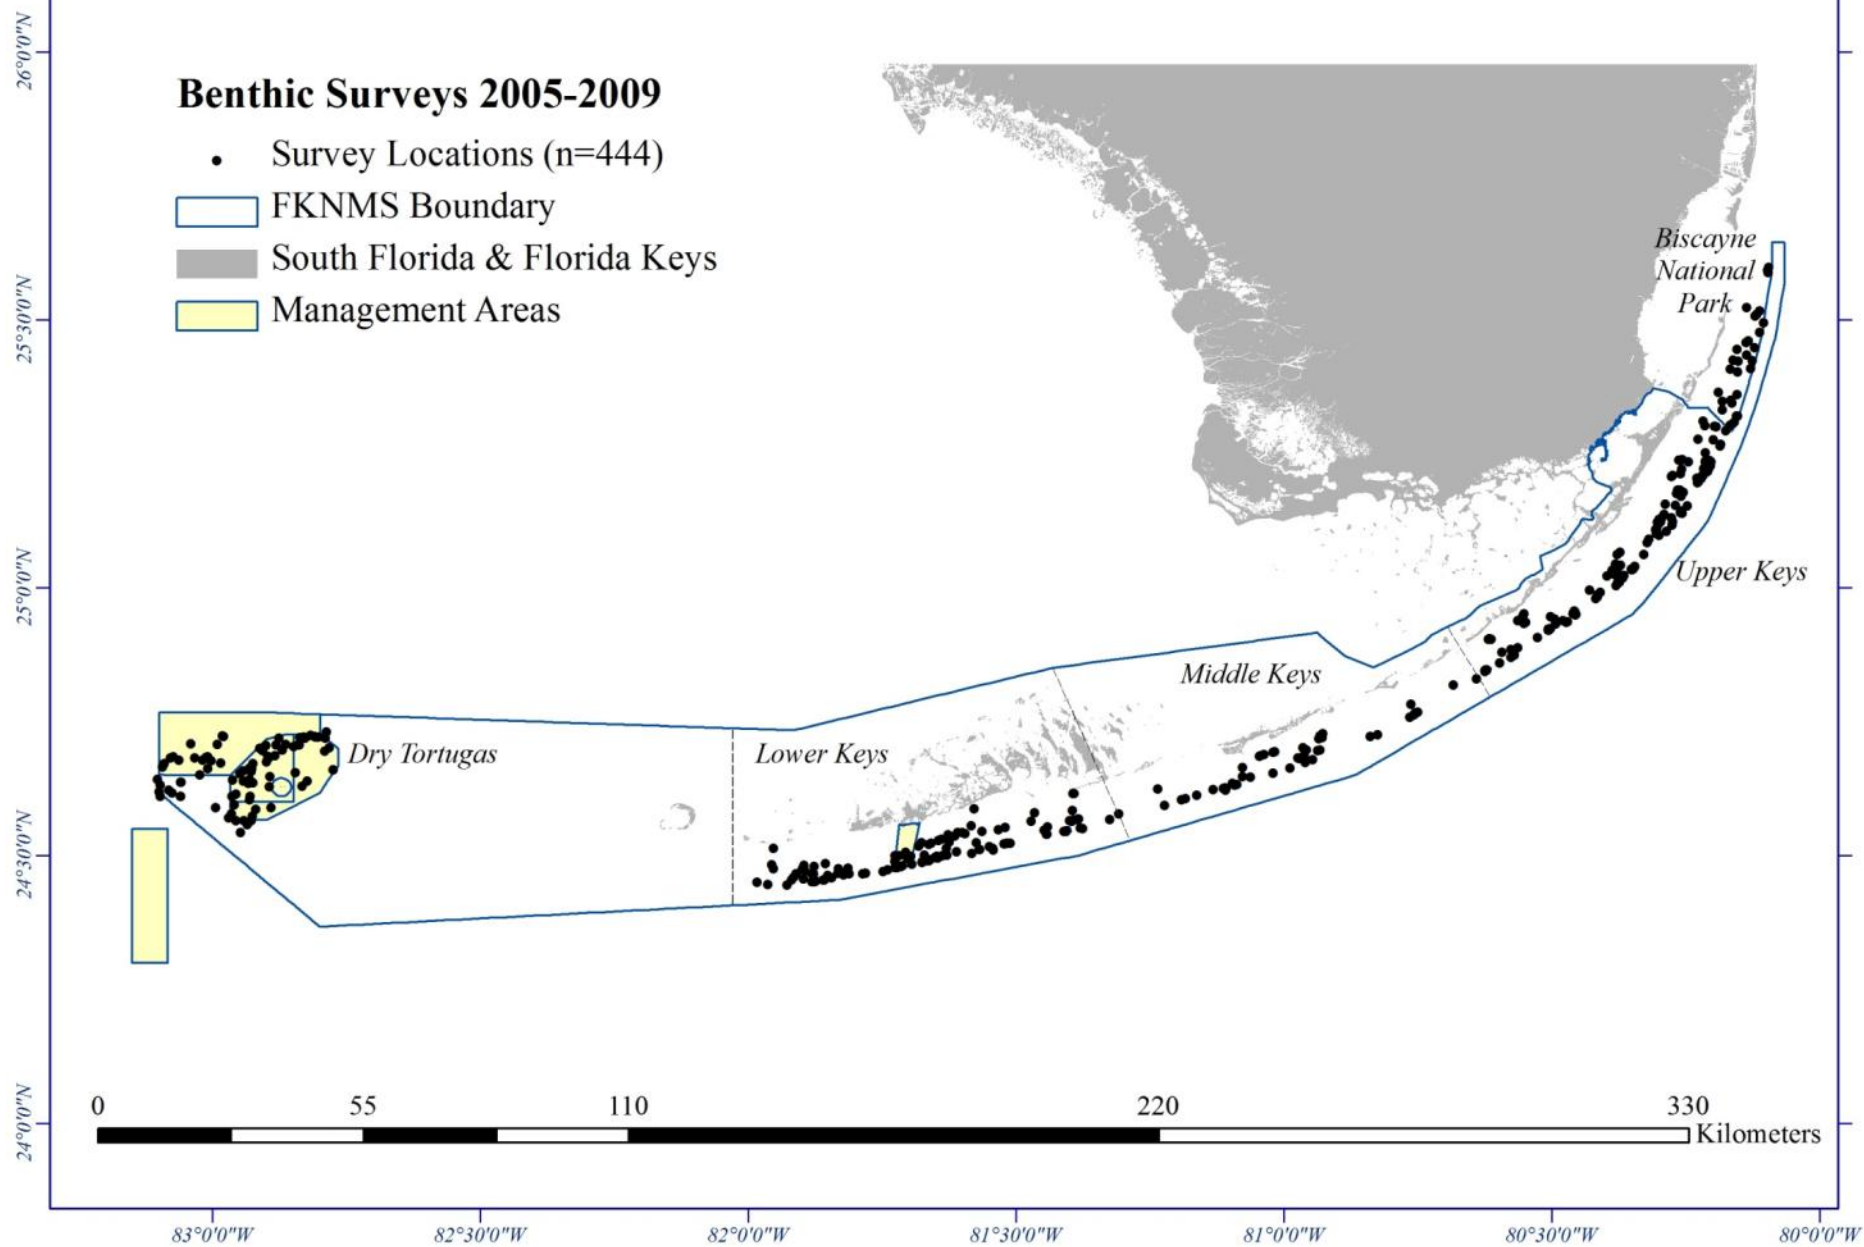 26°0'0"N
Benthic Surveys 2005-2009
Survey Locations (n=444)
FKNMS Boundary
South Florida & Florida Keys
Management Areas
Biscayne
National
Park
25°30'0"N
25°0'0"N
Upper Keys
Middle Keys
Dry Tortugas
Lower Keys
24°30'0"N
24°0'0"N
0 55 110 220 330
Kilometers
83°0'0"W 82°30'0"W 82°0'0"W 81°30'0"W 81°0'0"W 80°30'0"W 80°0'0"W